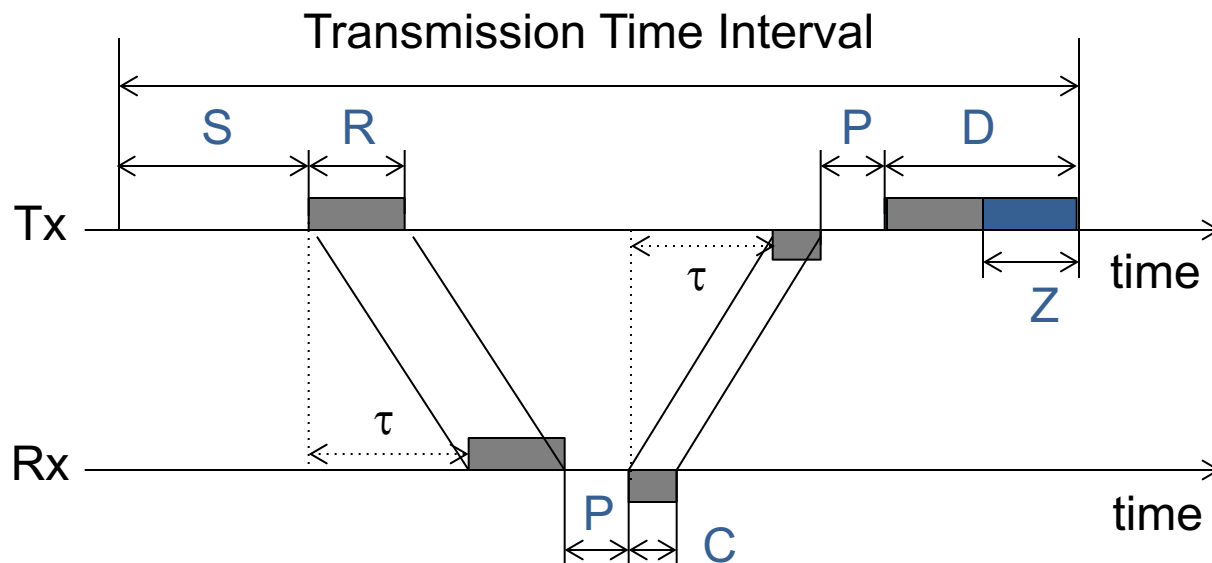 Transmission Time Interval
S R P D
Tx
τ
time
Z
τ
Rx
time
P C